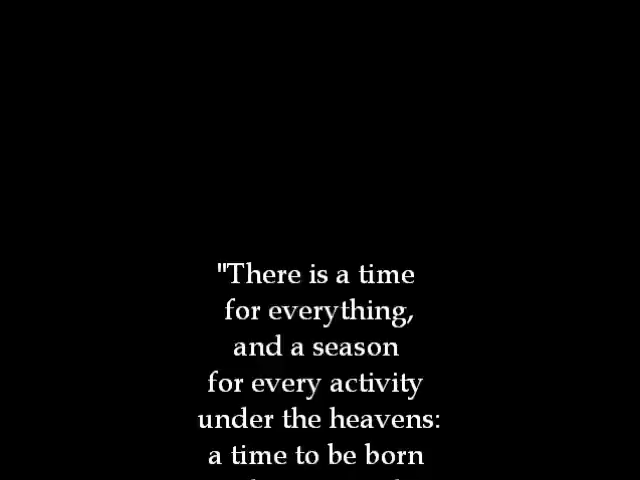 "There is a time
for everything,
and a season
for every activity
under the heavens:
a time to be born